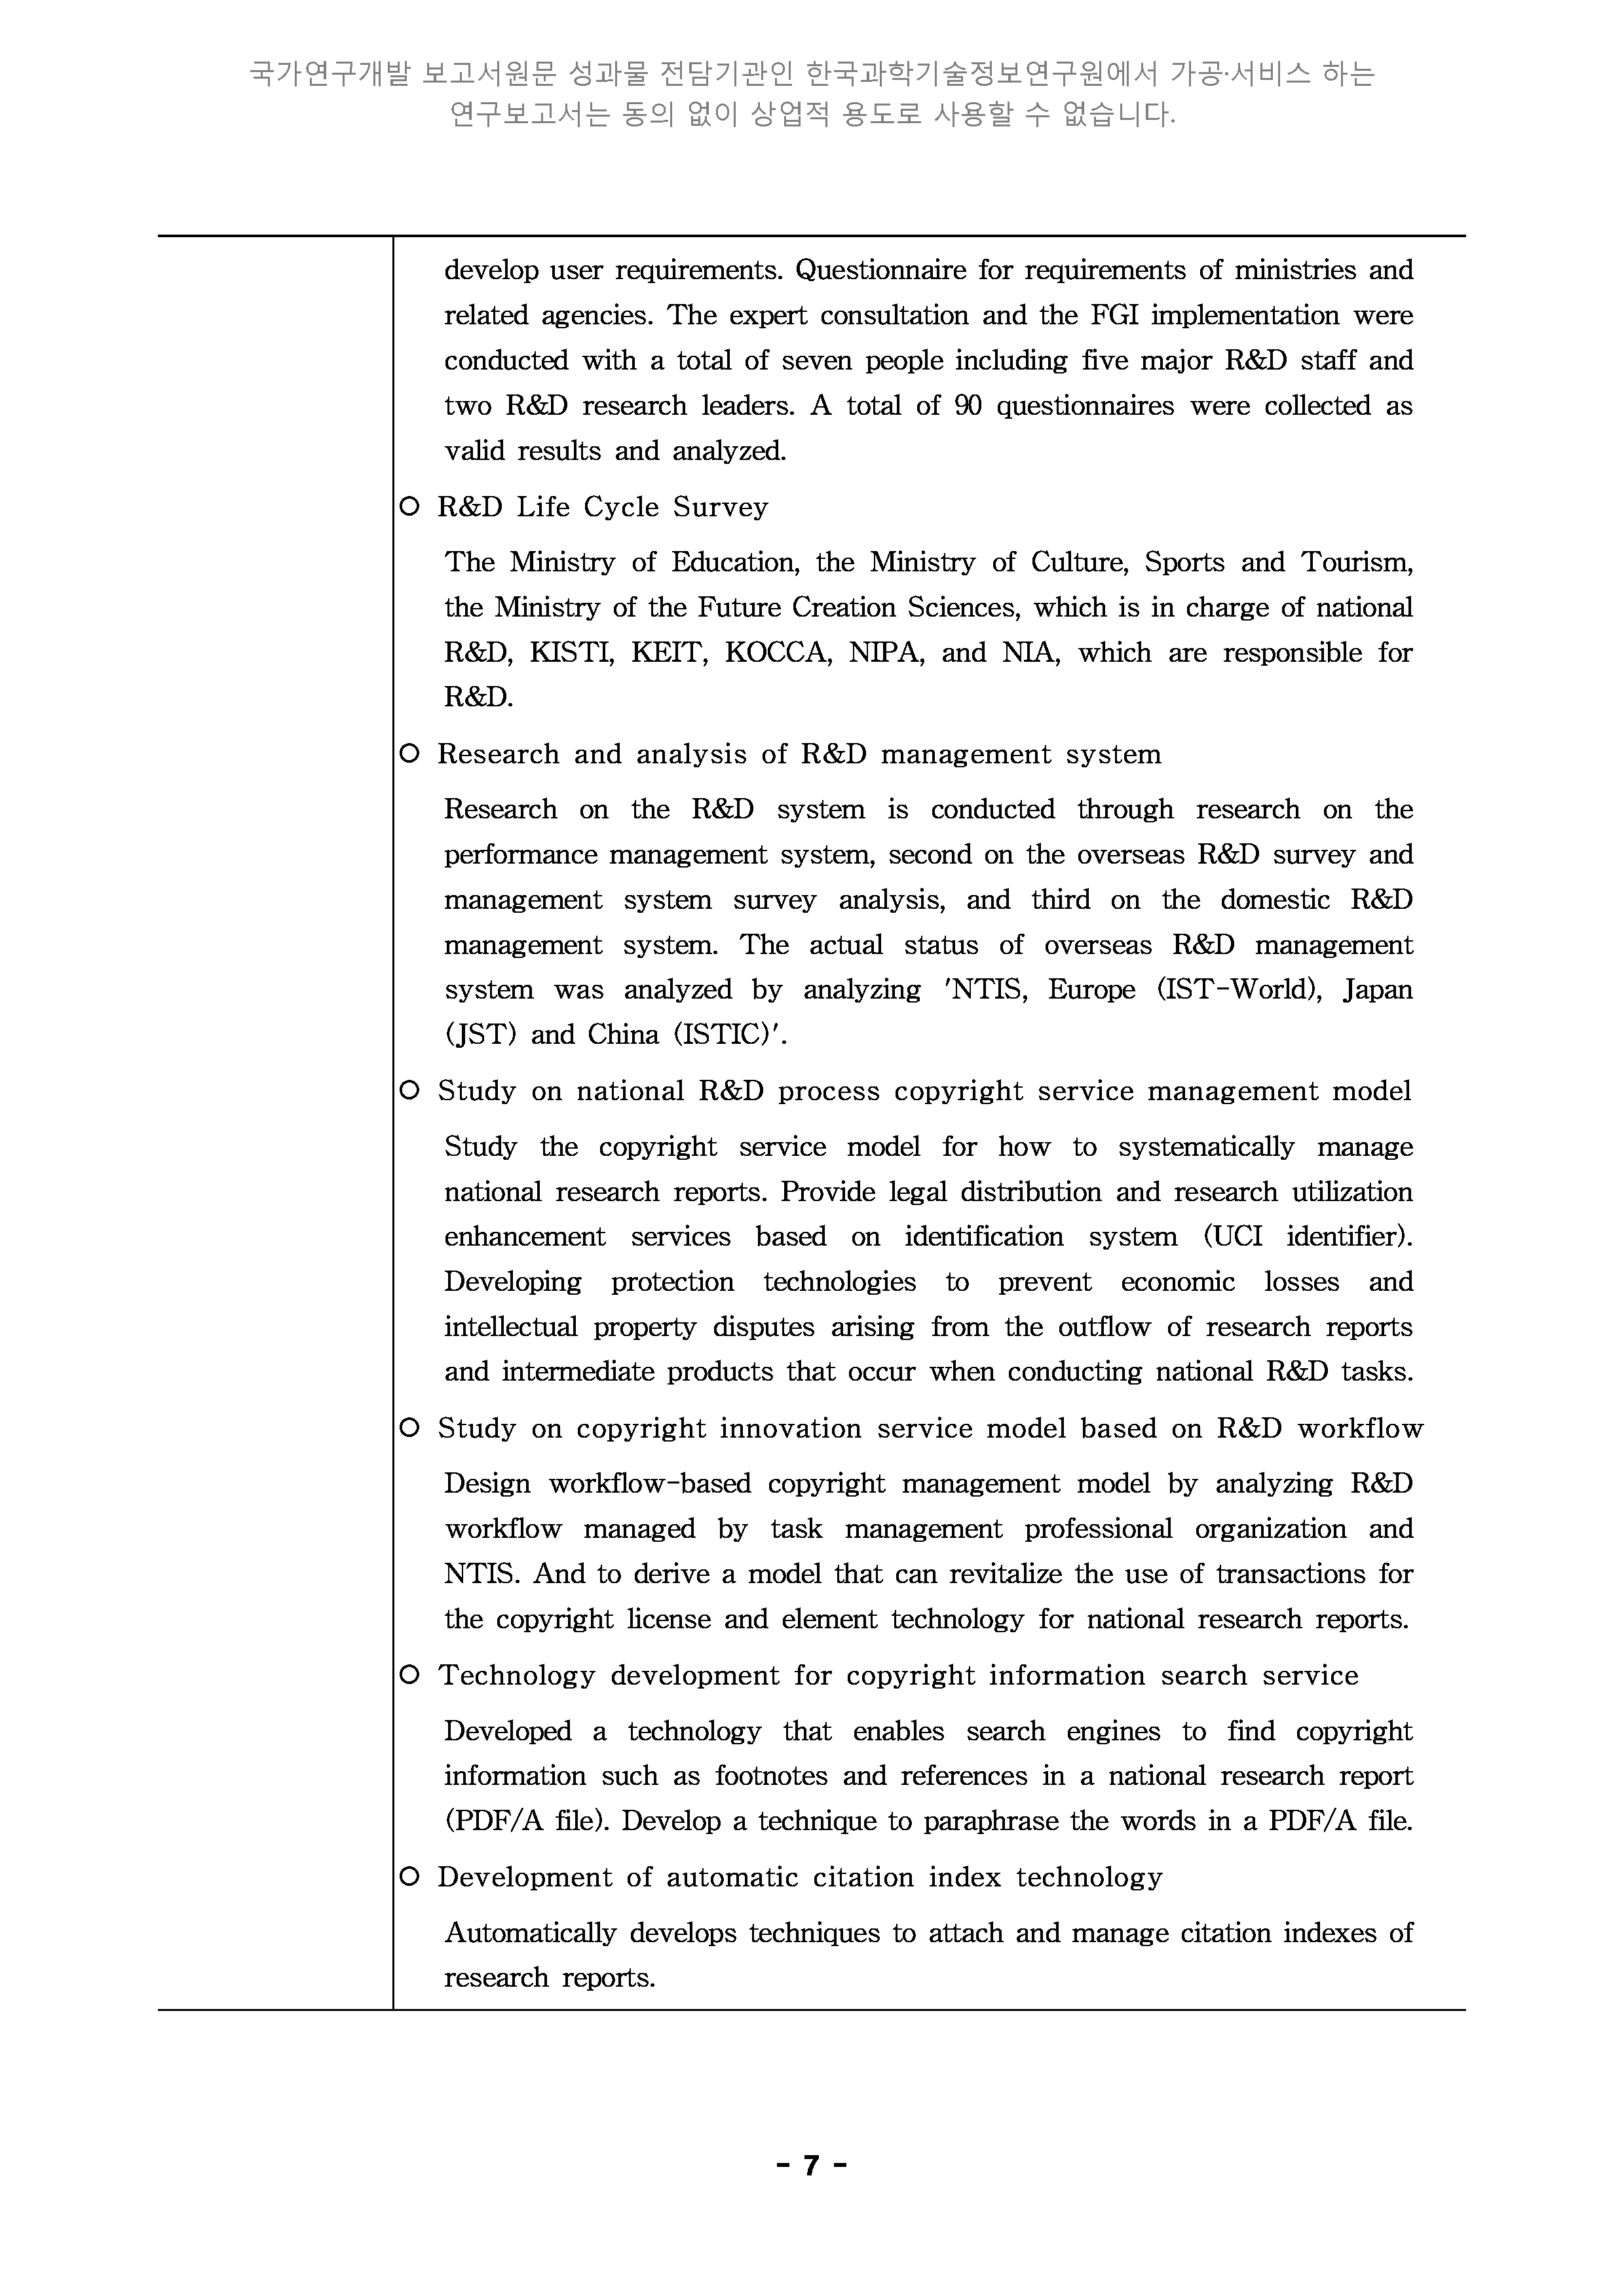 국가연구개발 보고서원문 성과물 전담기관인 한국과학기술정보연구원에서 가공·서비스 하는
연구보고서는 동의 없이 상업적 용도로 사용할 수 없습니다.
develop user requirements. Questionnaire for requirements of ministries and
related agencies. The expert consultation and the FGI implementation were
conducted with a total of seven people including five major R&D staff and
two R&D research leaders. A total of 90 questionnaires were collected as
valid results and analyzed.
○ R&D Life Cycle Survey
The Ministry of Education, the Ministry of Culture, Sports and Tourism,
the Ministry of the Future Creation Sciences, which is in charge of national
R&D, KISTI, KEIT, KOCCA, NIPA, and NIA, which are responsible for
R&D.
○ Research and analysis of R&D management system
Research on the R&D system is conducted through research on the
performance management system, second on the overseas R&D survey and
management system survey analysis, and third on the domestic R&D
management system. The actual status of overseas R&D management
system was analyzed by analyzing 'NTIS, Europe (IST-World), Japan
(JST) and China (ISTIC)'.
○ Study on national R&D process copyright service management model
Study the copyright service model for how to systematically manage
national research reports. Provide legal distribution and research utilization
enhancement services based on identification system (UCI identifier).
Developing protection technologies to prevent economic losses and
intellectual property disputes arising from the outflow of research reports
and intermediate products that occur when conducting national R&D tasks.
○ Study on copyright innovation service model based on R&D workflow
Design workflow-based copyright management model by analyzing R&D
workflow managed by task management professional organization and
NTIS. And to derive a model that can revitalize the use of transactions for
the copyright license and element technology for national research reports.
○ Technology development for copyright information search service
Developed a technology that enables search engines to find copyright
information such as footnotes and references in a national research report
(PDF/A file). Develop a technique to paraphrase the words in a PDF/A file.
○ Development of automatic citation index technology
Automatically develops techniques to attach and manage citation indexes of
research reports.
- 7 -